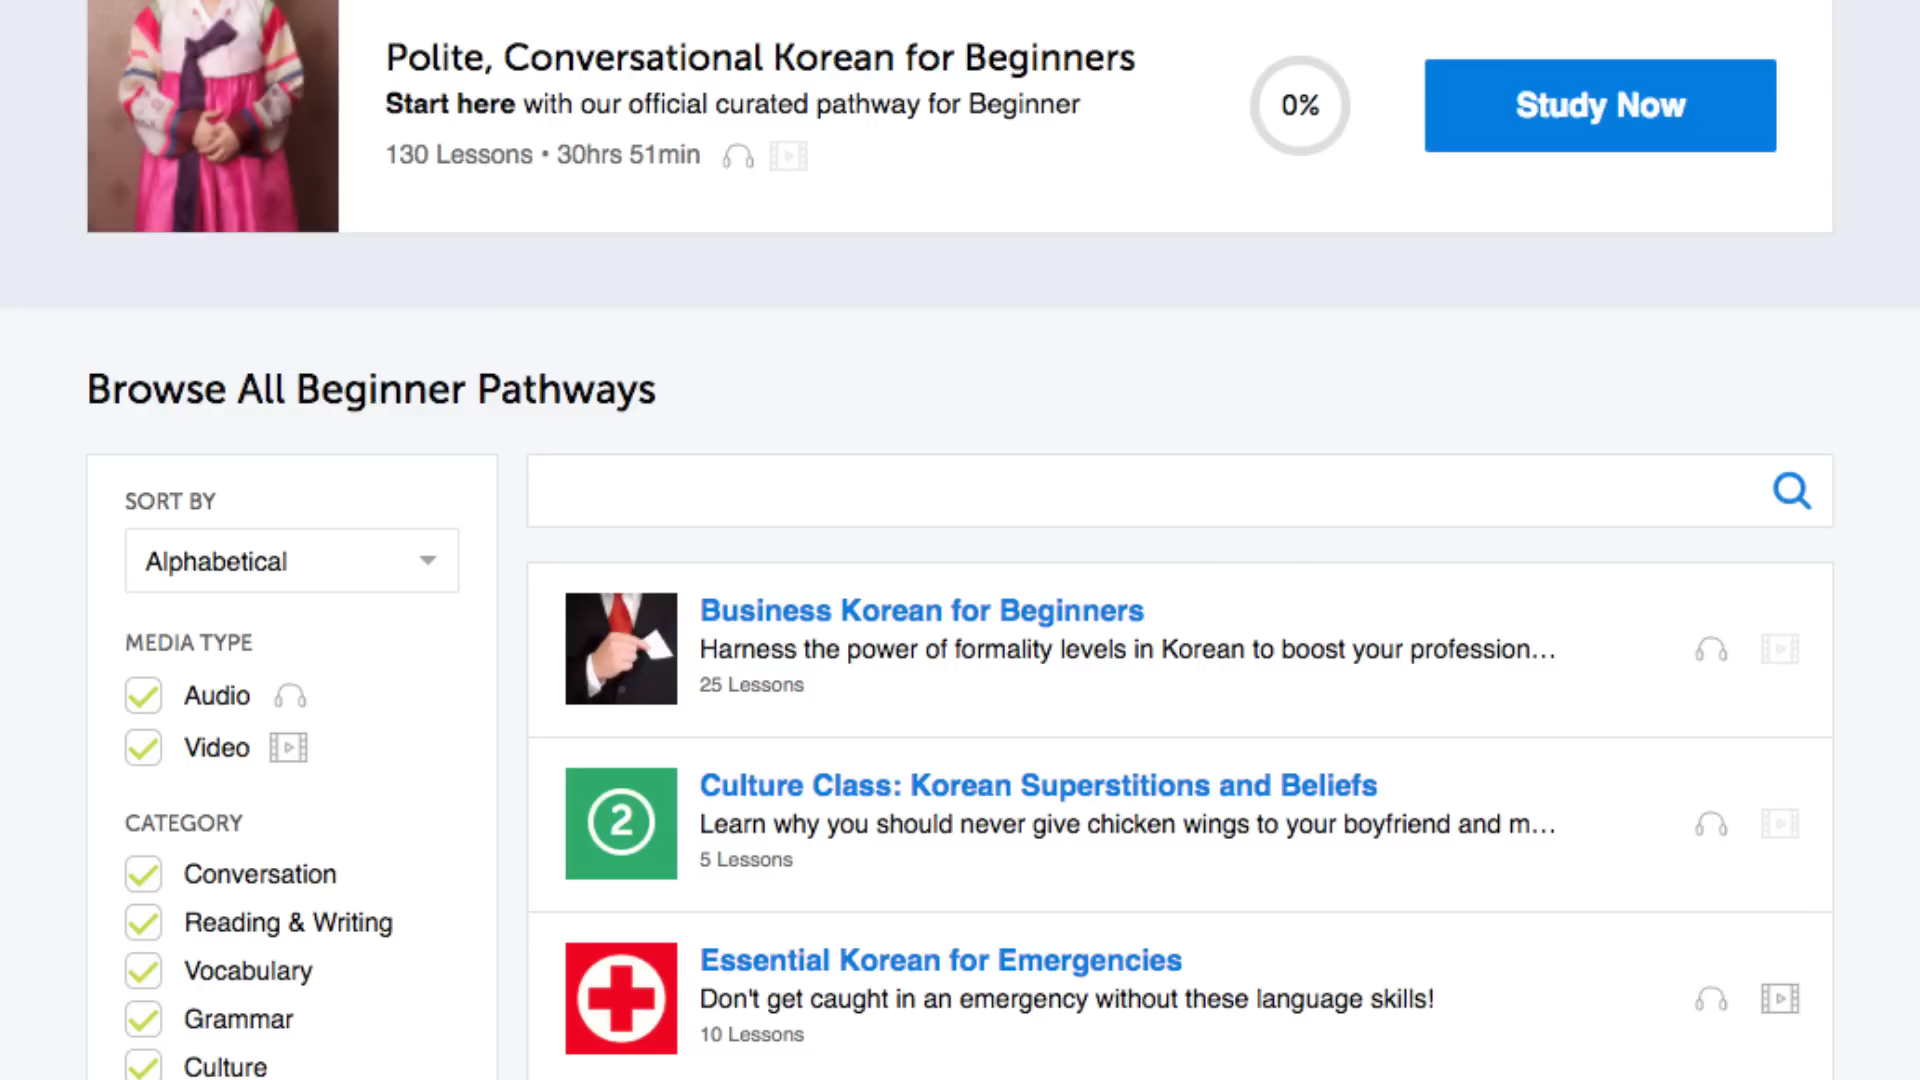 Polite, Conversational Korean for Beginners
Start here with our official curated pathway for Beginner
130 Lessons • 30hrs 51min
0%
Study Now
Browse All Beginner Pathways
SORT BY
Alphabetical
MEDIA TYPE
Audio
Video
CATEGORY
Conversation
Reading & Writing
Vocabulary
Grammar
Culture
Business Korean for Beginners
Harness the power of formality levels in Korean to boost your profession...
25 Lessons
2
Culture Class: Korean Superstitions and Beliefs
Learn why you should never give chicken wings to your boyfriend and m...
5 Lessons
Essential Korean for Emergencies
Don't get caught in an emergency without these language skills!
10 Lessons